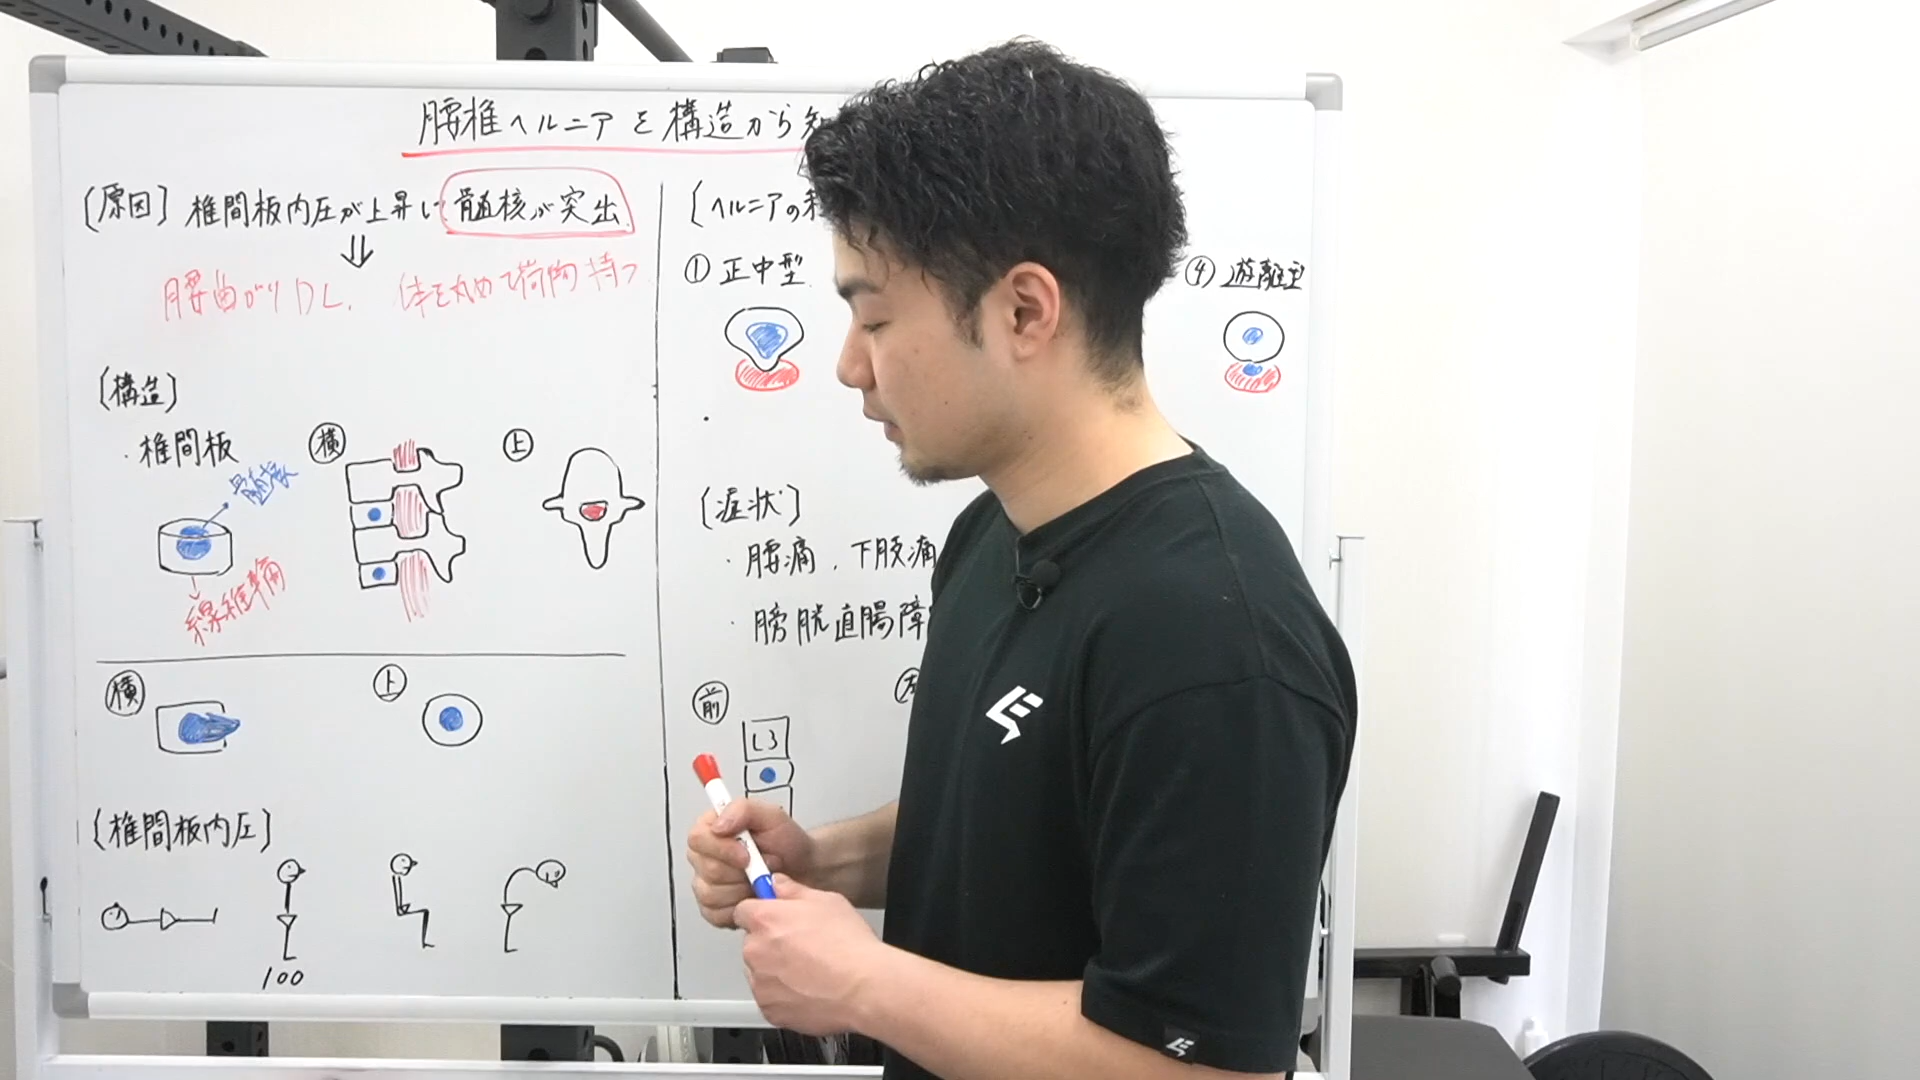 腰椎ヘルニアを構造から
[原因] 椎間板内圧が上昇し 髄核が突出
⇓
腰曲がりDL. 体を丸めて荷物持つ
[構造]
・椎間板
髄核
線維輪
横
上
横
上
[椎間板内圧]
100
[ヘルニアの
① 正中型
④ 遊離型
[症状]
・腰痛, 下肢痛
・膀胱直腸障
前
L3